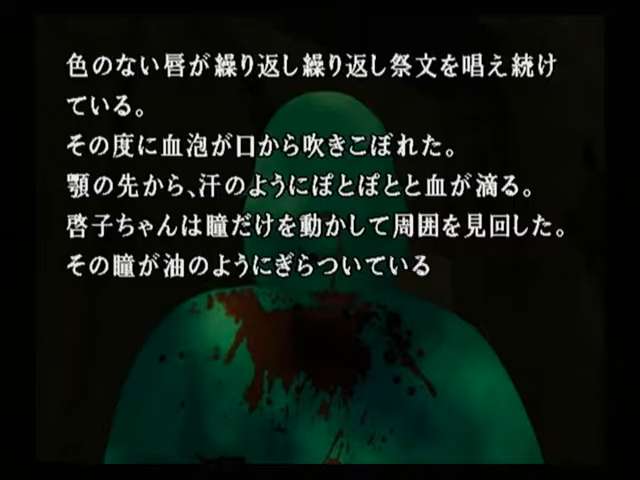 色のない唇が繰り返し繰り返し祭文を唱え続け
ている。
その度に血泡が口から吹きこぼれた。
顎の先から、汗のようにぽとぽとと血が滴る。
啓子ちゃんは瞳だけを動かして周囲を見回した。
その瞳が油のようにぎらついている